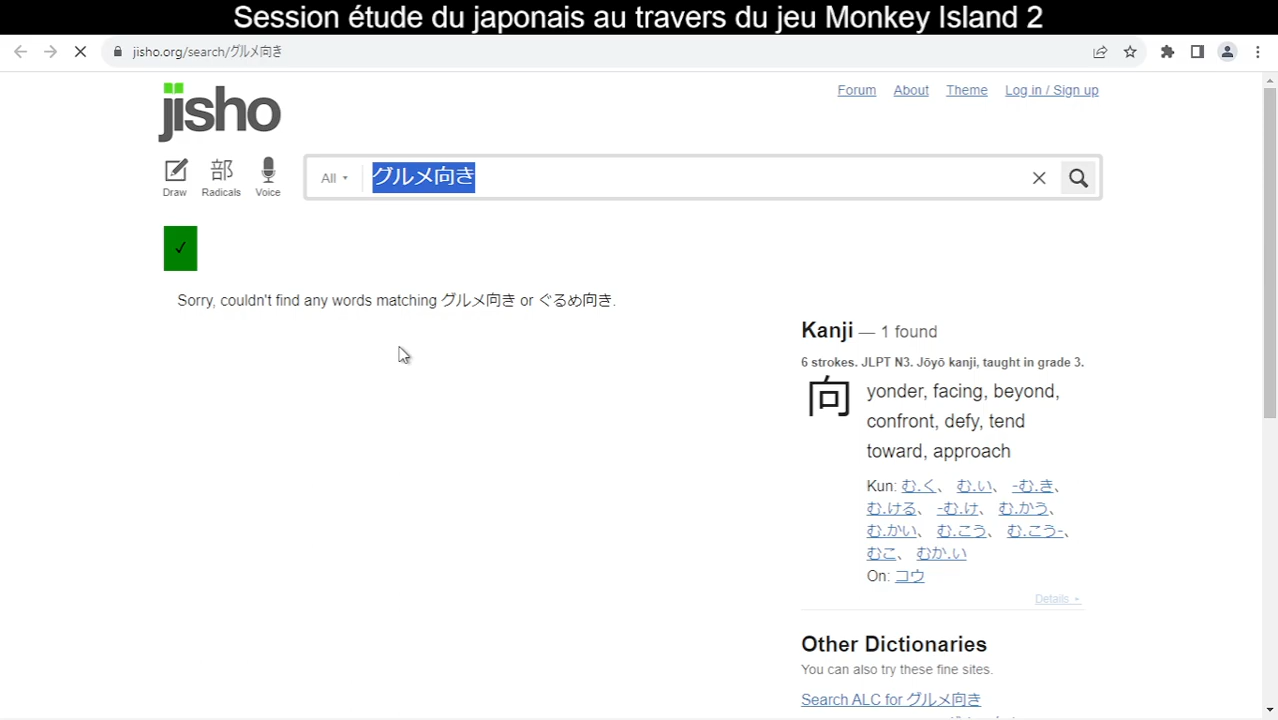 Session étude du japonais au travers du jeu Monkey Island 2
jisho.org/search/グルメ向き
jisho
Forum About Theme Log in / Sign up
部
Draw Radicals Voice
All グルメ向き
✓
Sorry, couldn't find any words matching グルメ向き or ぐるめ向き.
Kanji — 1 found
6 strokes. JLPT N3. Jōyō kanji, taught in grade 3.
向
yonder, facing, beyond,
confront, defy, tend
toward, approach
Kun: む.く、 む.い、 -む.き、
む.ける、 -む.け、 む.かう、
む.かい、 む.こう、 む.こう-、
むこ、 むか.い
On: コウ
Details
Other Dictionaries
You can also try these fine sites.
Search ALC for グルメ向き